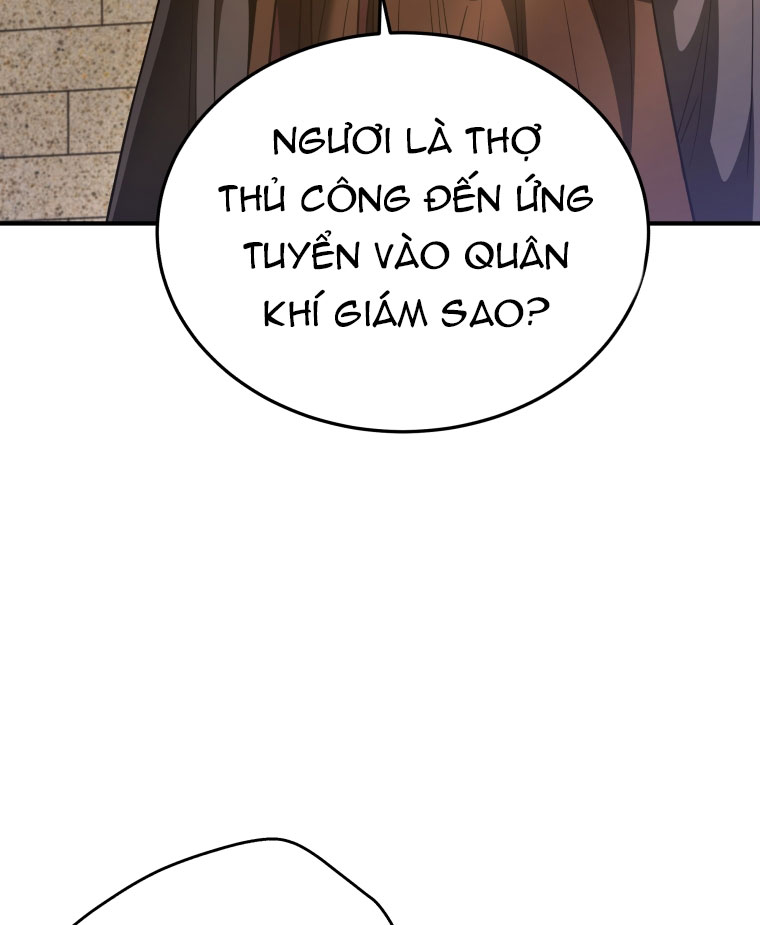 NGƯƠI LÀ THỢ
THỦ CÔNG ĐẾN ỨNG
TUYỂN VÀO QUÂN
KHÍ GIÁM SAO?